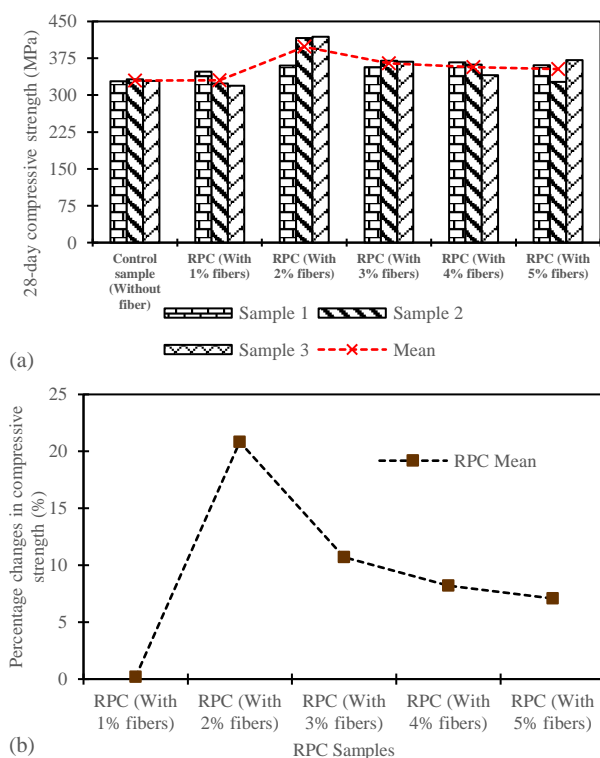 28-day compressive strength (MPa)
450
375
300
225
150
75
0
Control
sample
(Without
fiber)
RPC (With
1% fibers)
RPC (With
2% fibers)
RPC (With
3% fibers)
RPC (With
4% fibers)
RPC (With
5% fibers)
Sample 1
Sample 2
Sample 3
Mean
(a)
Percentage changes in compressive
strength (%)
25
20
15
10
5
0
RPC Mean
RPC (With
1% fibers)
RPC (With
2% fibers)
RPC (With
3% fibers)
RPC (With
4% fibers)
RPC (With
5% fibers)
RPC Samples
(b)